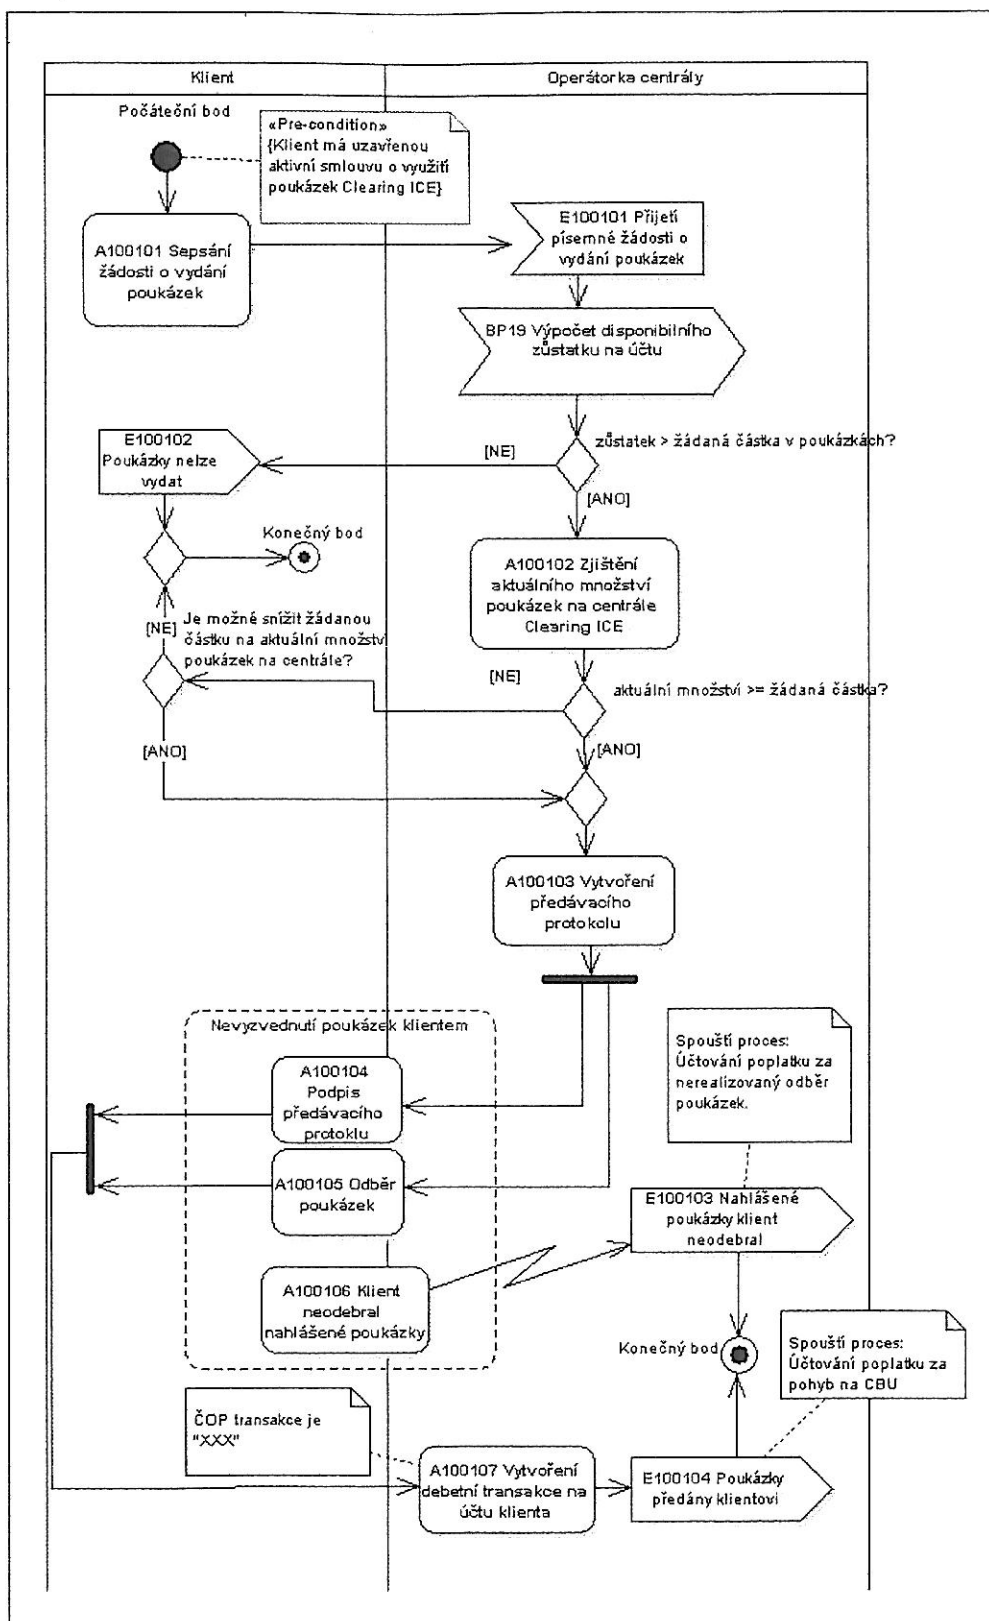 Klient
Operátorka centrály
Počáteční bod
«Pre-condition»
{Klient má uzavřenou
aktivní smlouvu o využití
poukázek Clearing ICE}
E100101 Přijetí
písemné žádosti o
vydání poukázek
A100101 Sepsání
žádosti o vydání
poukázek
BP19 Výpočet disponibilního
zůstatku na účtu
E100102
Poukázky nelze
vydat
[NE]
zůstatek > žádaná částka v poukázkách?
[ANO]
Konečný bod
A100102 Zjištění
aktuálního množství
poukázek na centrále
Clearing ICE
[NE]
Je možné snížit žádanou
částku na aktuální množství
poukázek na centrále?
[NE]
aktuální množství >= žádaná částka?
[ANO]
[ANO]
A100103 Vytvoření
předávacího
protokolu
Nevyzvednutí poukázek klientem
A100104
Podpis
předávacího
protoklu
Spouští proces:
Účtování poplatku za
nerealizovaný odběr
poukázek.
A100105 Odběr
poukázek
E100103 Nahlášené
poukázky klient
neodebral
A100106 Klient
neodebral
nahlášené poukázky
Konečný bod
Spouští proces:
Účtování poplatku za
pohyb na CBU
ČOP transakce je
"XXX"
A100107 Vytvoření
debetní transakce na
účtu klienta
E100104 Poukázky
předány klientovi